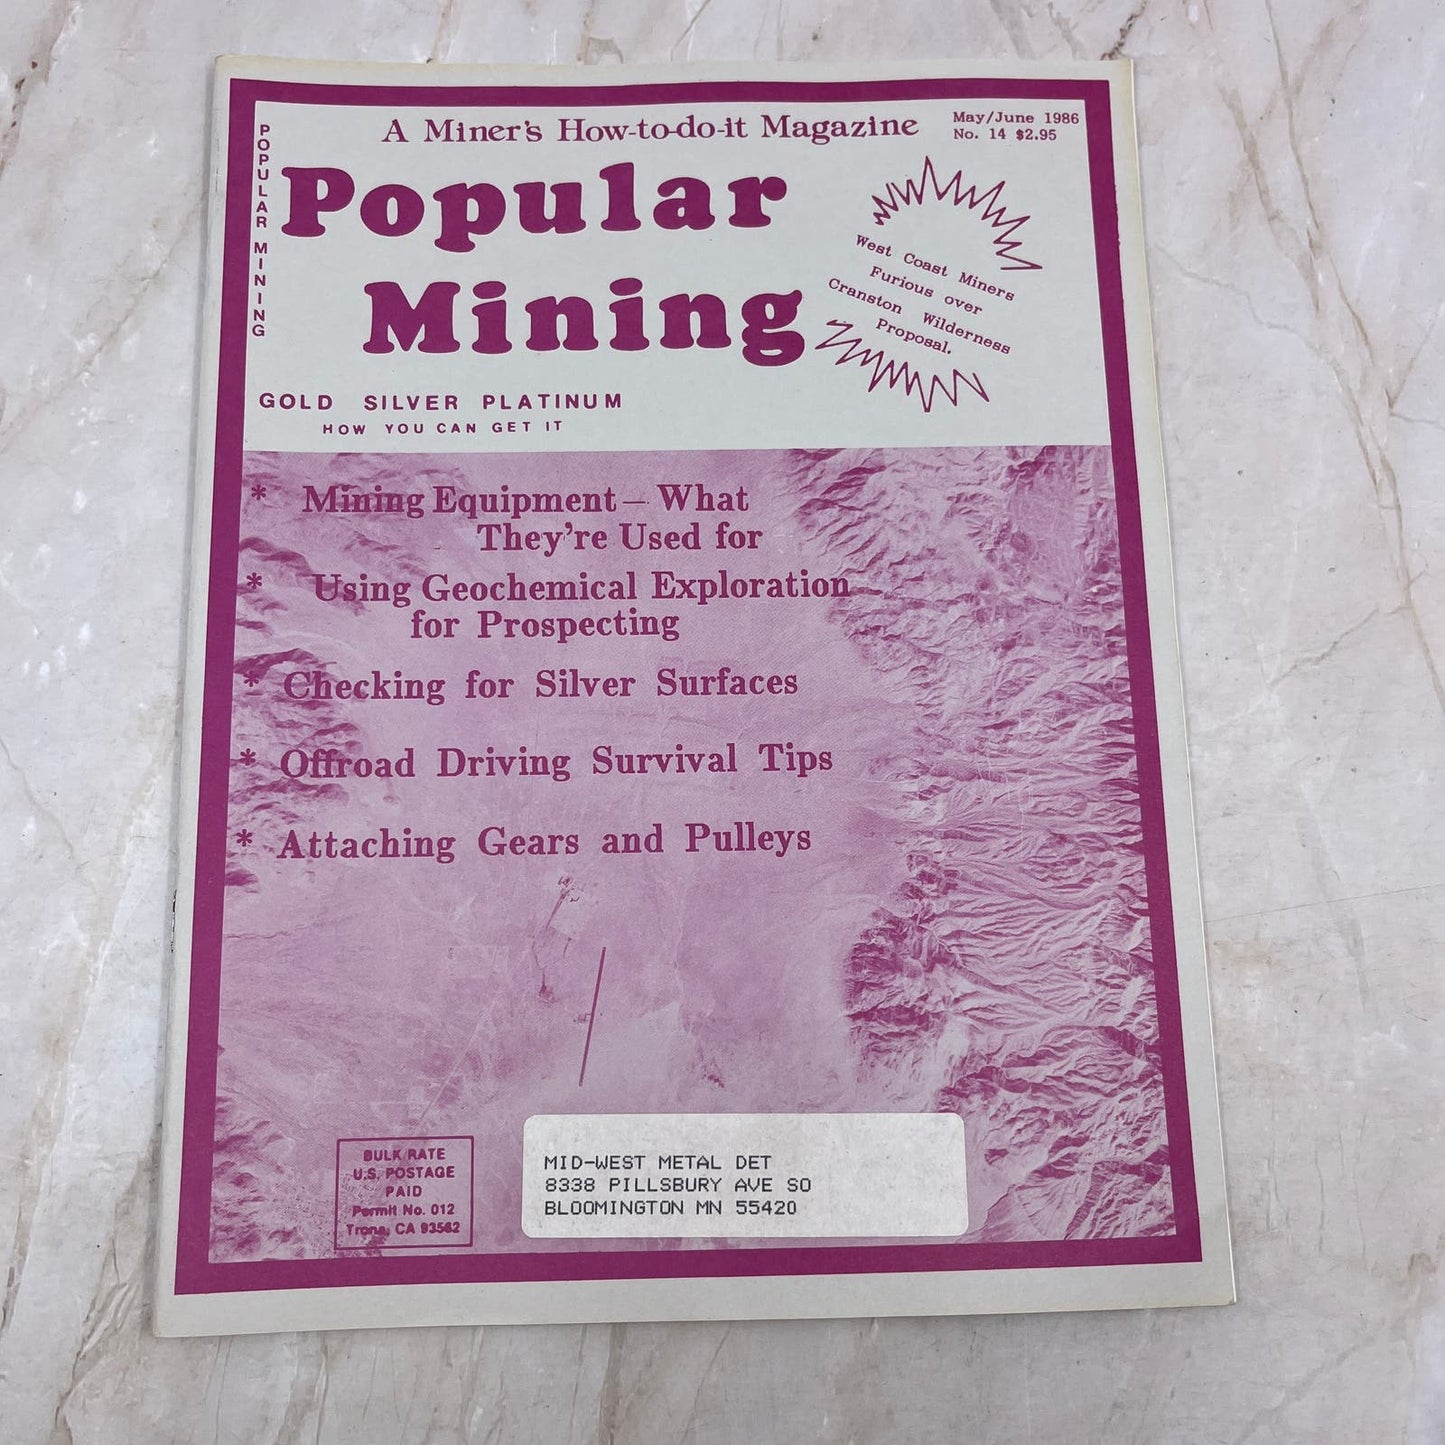 A Miner's How-to-do-it Magazine
May/June 1986
No. 14 $2.95
POPULAR MINING
Popular
Mining
West Coast Miners
Furious over
Cranston Wilderness
Proposal.
GOLD SILVER PLATINUM
HOW YOU CAN GET IT
* Mining Equipment — What
They're Used for
* Using Geochemical Exploration
for Prospecting
* Checking for Silver Surfaces
* Offroad Driving Survival Tips
* Attaching Gears and Pulleys
BULK RATE
U.S. POSTAGE
PAID
Permit No. 012
Trona, CA 93562
MID-WEST METAL DET
8338 PILLSBURY AVE SO
BLOOMINGTON MN 55420